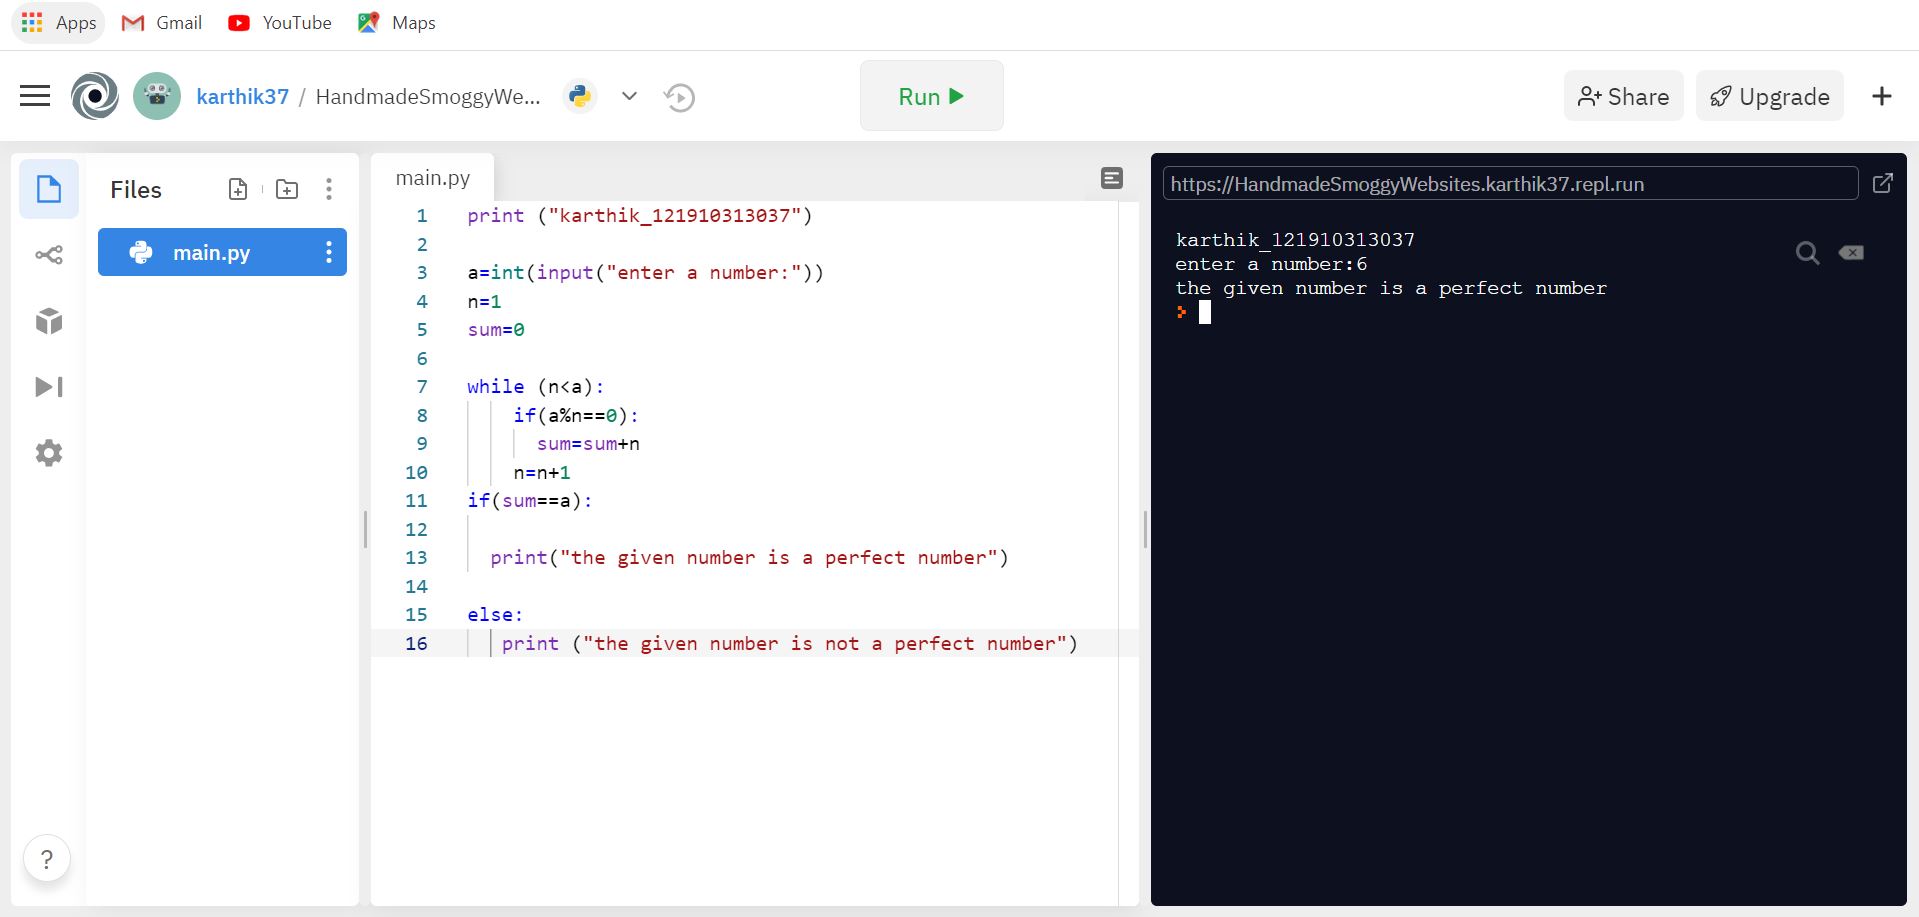 Apps Gmail YouTube Maps
karthik37 / HandmadeSmoggyWe... Run Share Upgrade +
Files
main.py
main.py
1 print ("karthik_121910313037")
2
3 a=int(input("enter a number:"))
4 n=1
5 sum=0
6
7 while (n<a):
8 if(a%n==0):
9 sum=sum+n
10 n=n+1
11 if(sum==a):
12
13 print("the given number is a perfect number")
14
15 else:
16 print ("the given number is not a perfect number")
?
https://HandmadeSmoggyWebsites.karthik37.repl.run
karthik_121910313037
enter a number:6
the given number is a perfect number